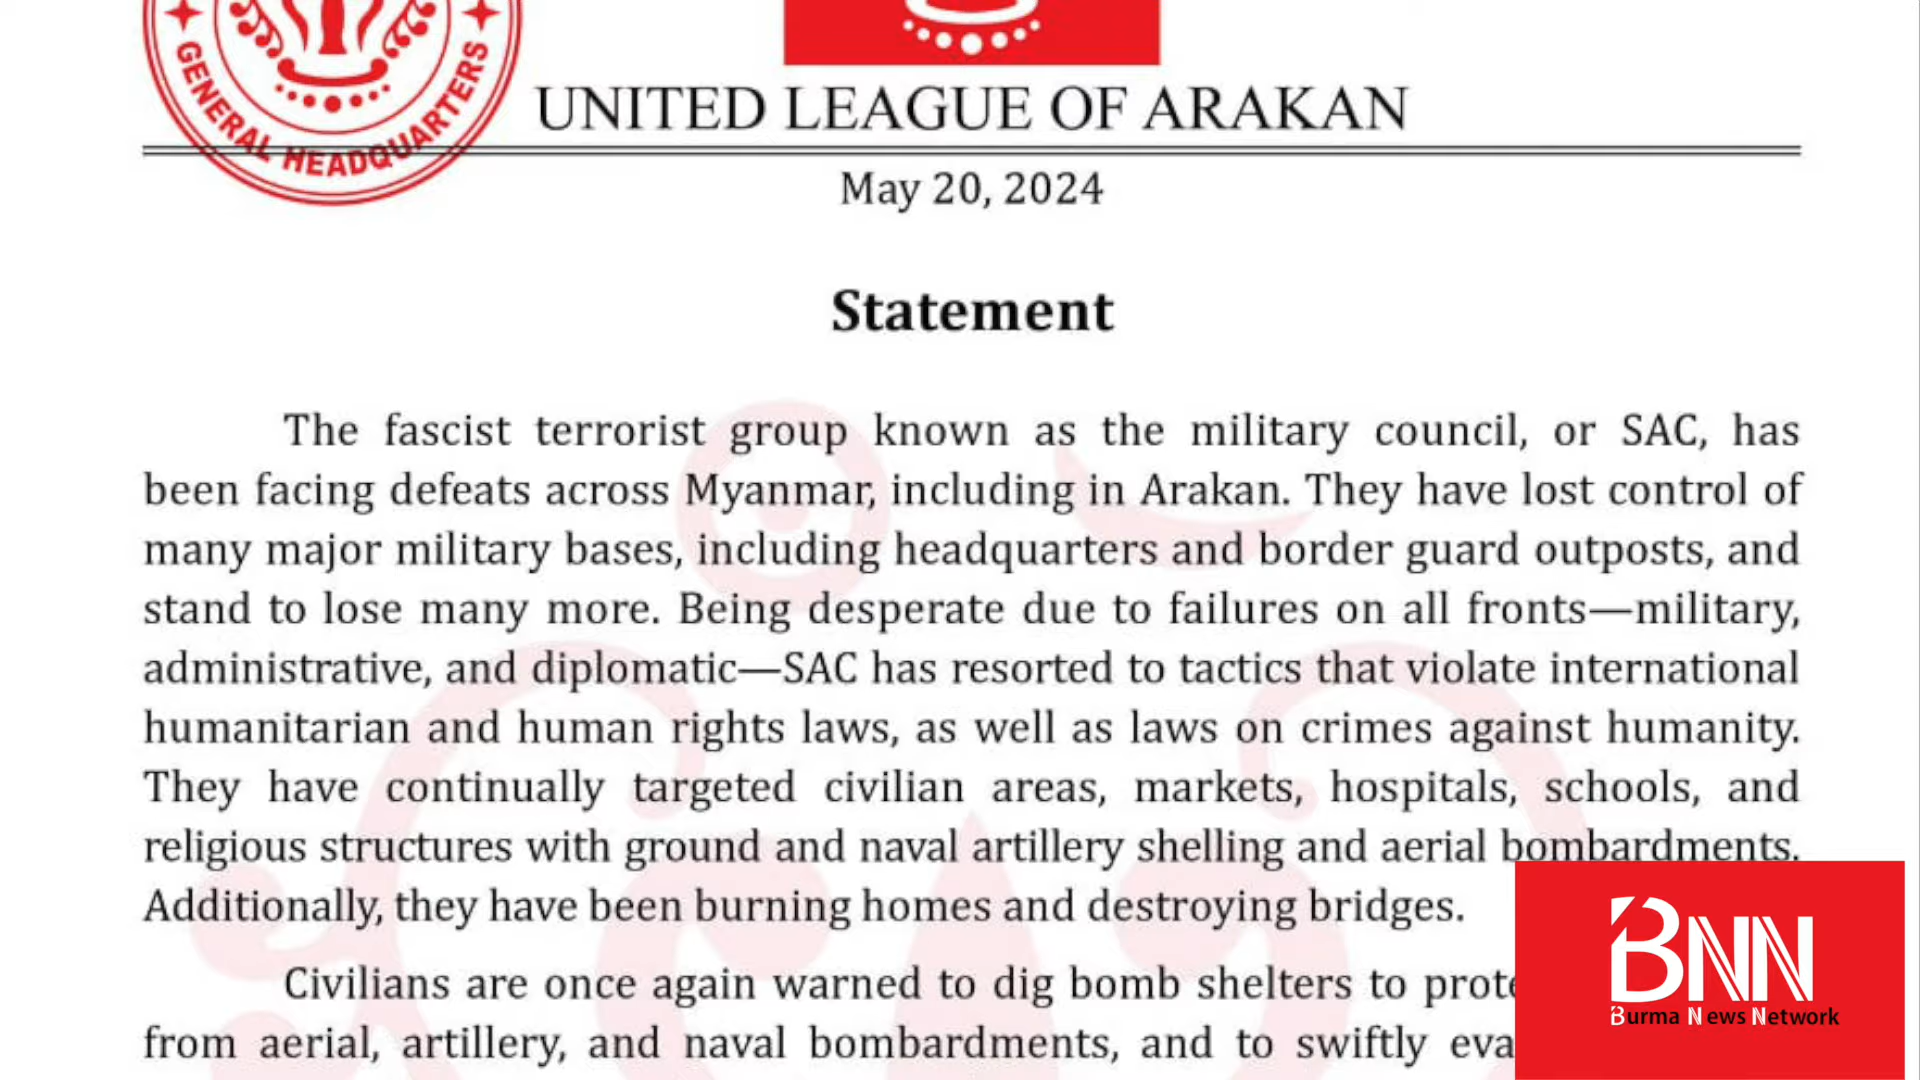 GENERAL HEADQUARTERS
UNITED LEAGUE OF ARAKAN
May 20, 2024
Statement
The fascist terrorist group known as the military council, or SAC, has
been facing defeats across Myanmar, including in Arakan. They have lost control of
many major military bases, including headquarters and border guard outposts, and
stand to lose many more. Being desperate due to failures on all fronts—military,
administrative, and diplomatic—SAC has resorted to tactics that violate international
humanitarian and human rights laws, as well as laws on crimes against humanity.
They have continually targeted civilian areas, markets, hospitals, schools, and
religious structures with ground and naval artillery shelling and aerial bombardments.
Additionally, they have been burning homes and destroying bridges.
Civilians are once again warned to dig bomb shelters to
from aerial, artillery, and naval bombardments, and to swiftly
BNN
Burma News Network